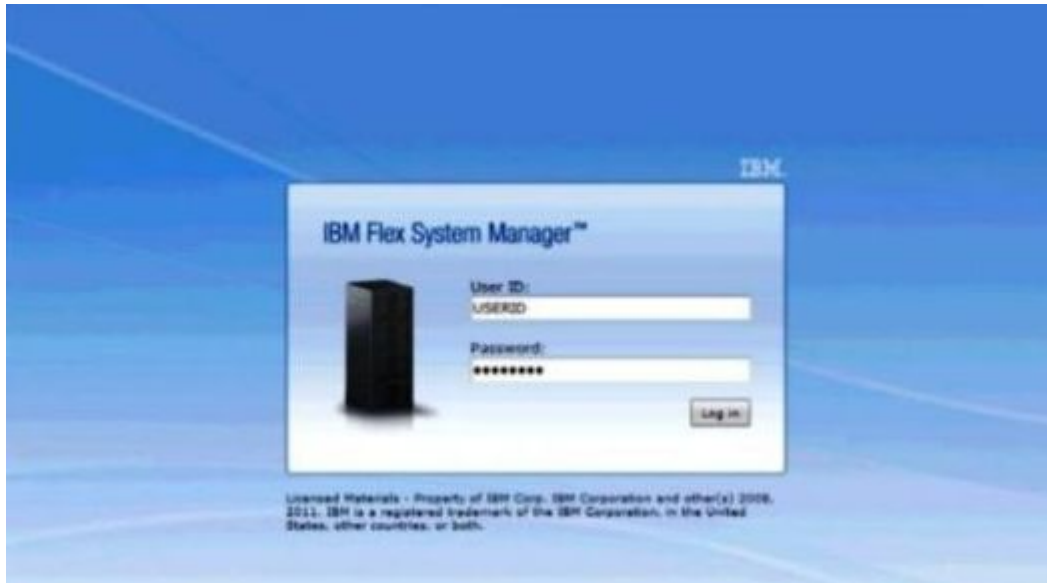 IBM
IBM Flex System Manager™
User ID:
USERID
Password:
••••••••
Log in
Licensed Materials - Property of IBM Corp. IBM Corporation and other(s) 2009,
2011. IBM is a registered trademark of the IBM Corporation, in the United
States, other countries, or both.